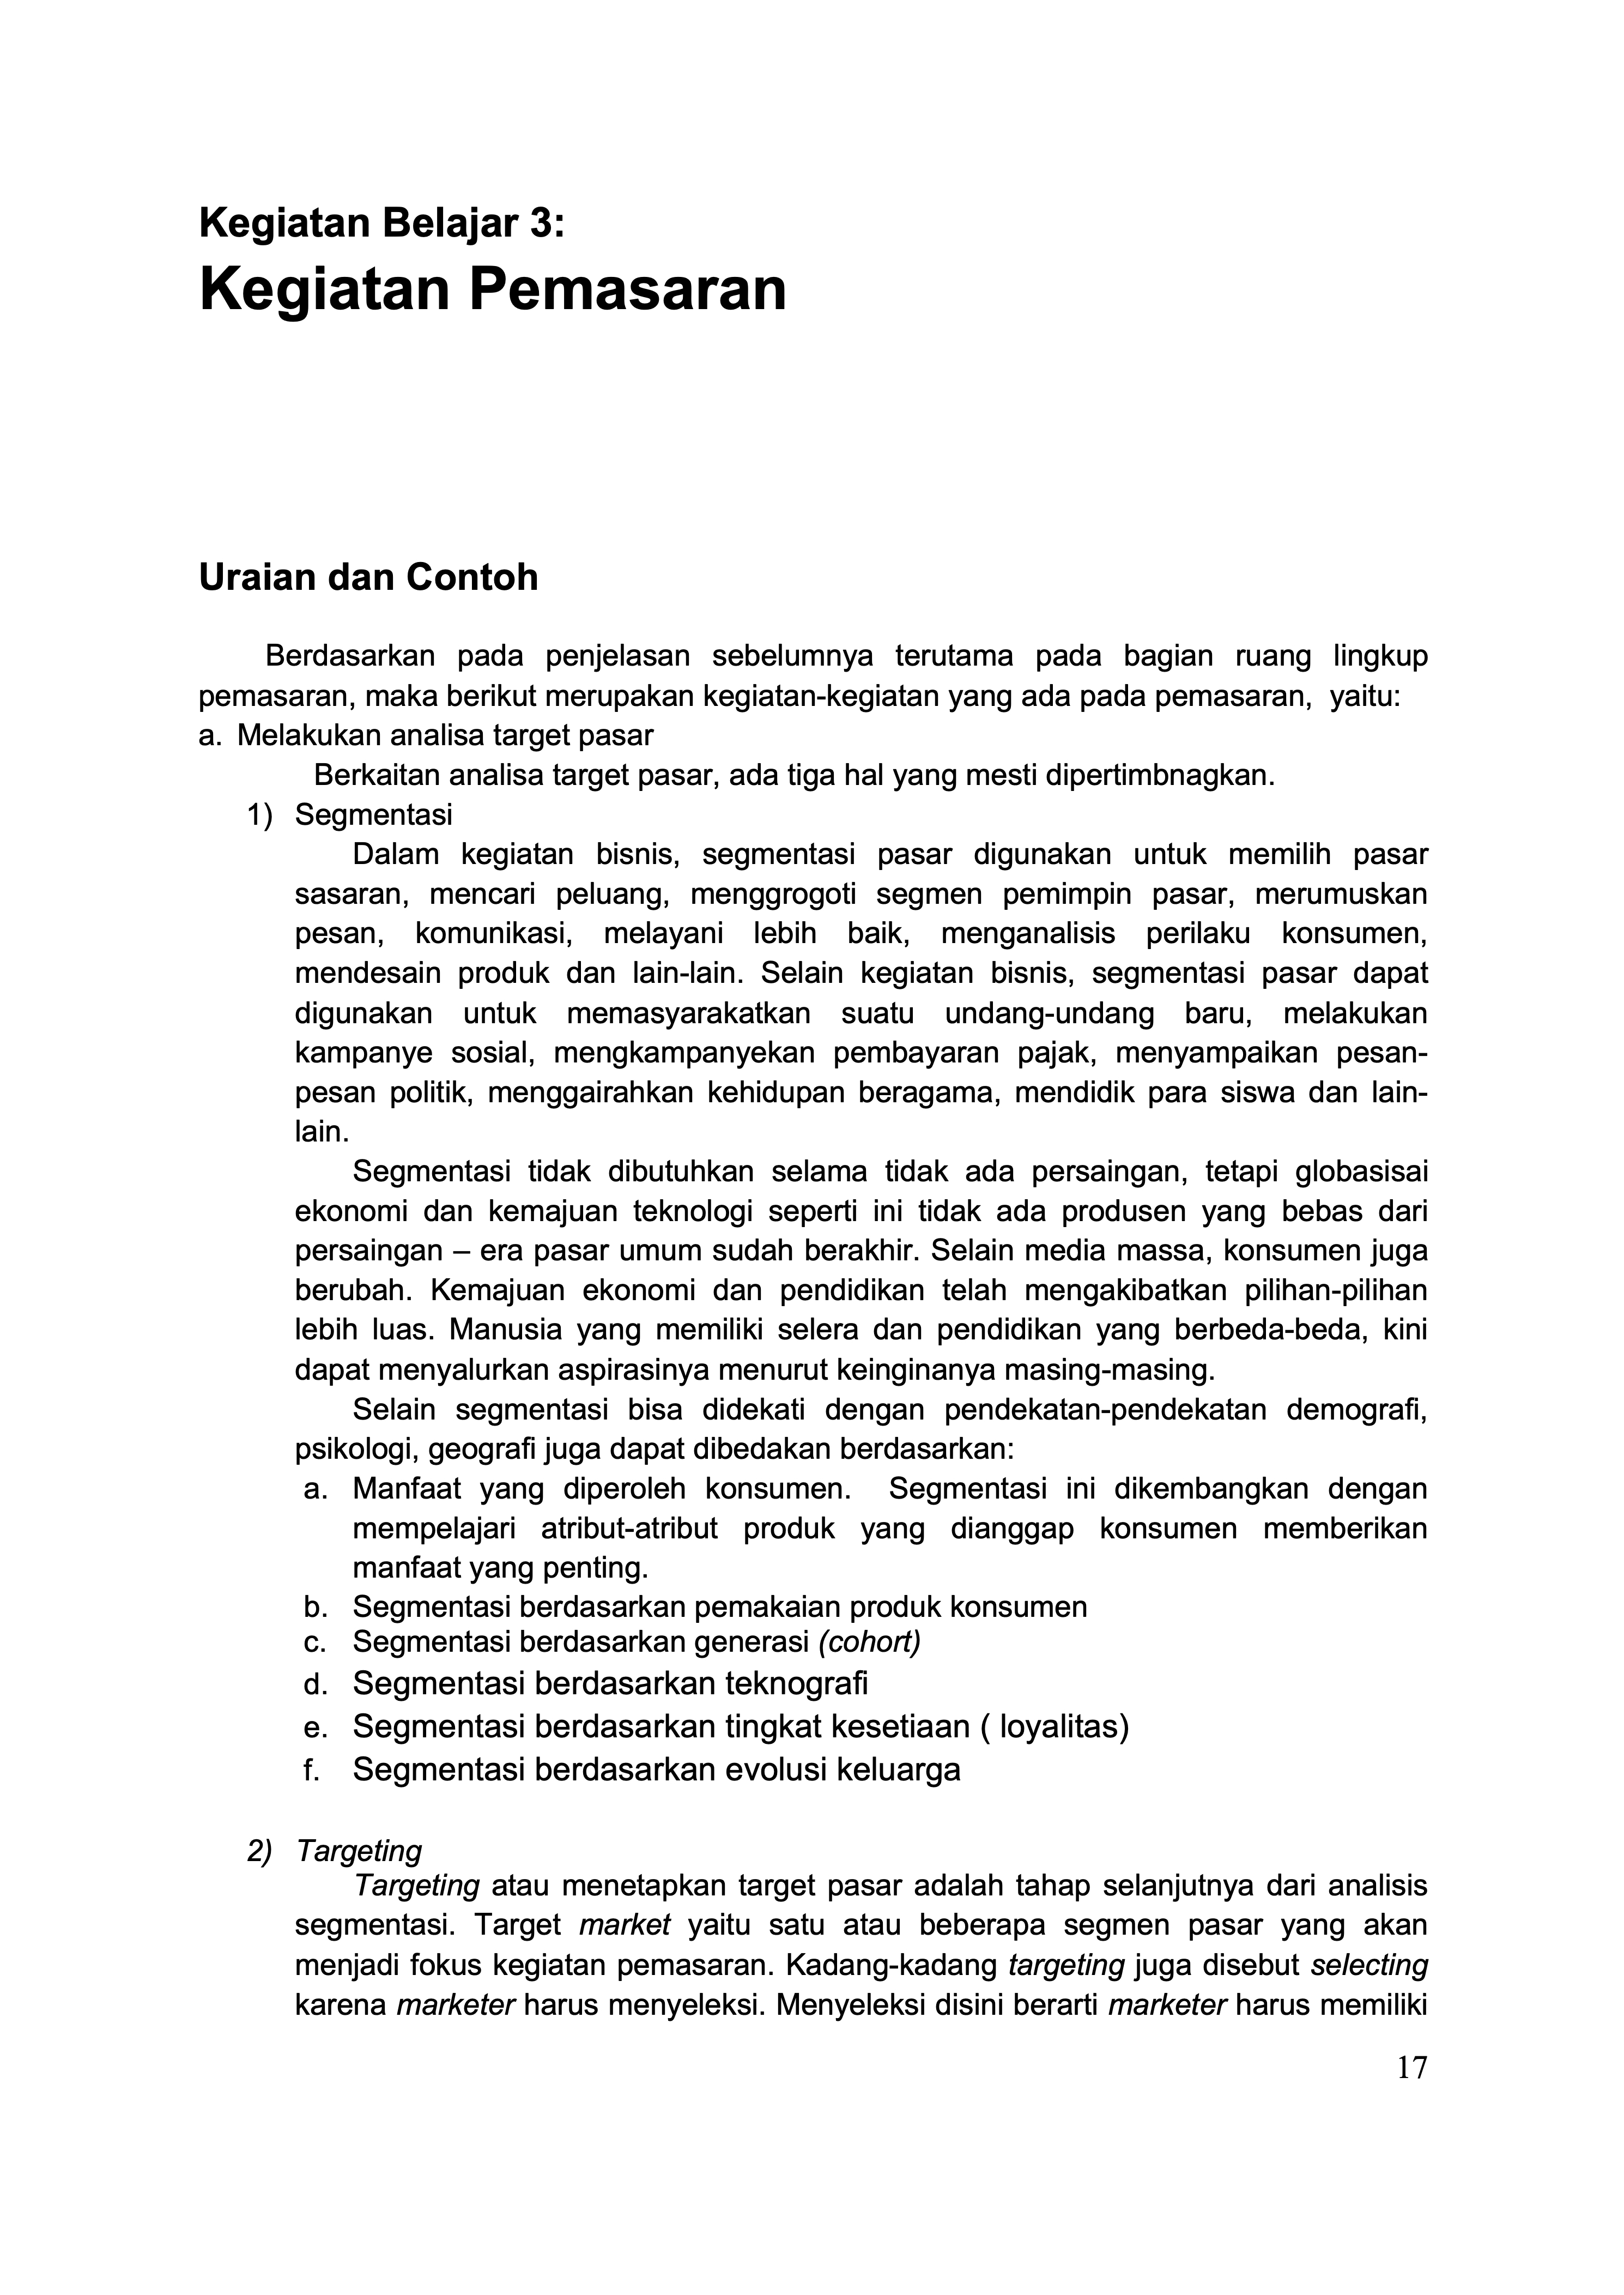 Kegiatan Belajar 3:
Kegiatan Pemasaran
Uraian dan Contoh
Berdasarkan pada penjelasan sebelumnya terutama pada bagian ruang lingkup
pemasaran, maka berikut merupakan kegiatan-kegiatan yang ada pada pemasaran,  yaitu:
a. Melakukan analisa target pasar
Berkaitan analisa target pasar, ada tiga hal yang mesti dipertimbnagkan.
1) Segmentasi
Dalam kegiatan bisnis, segmentasi pasar digunakan untuk memilih pasar
sasaran, mencari peluang, menggrogoti segmen pemimpin pasar, merumuskan
pesan, komunikasi, melayani lebih baik, menganalisis perilaku konsumen,
mendesain produk dan lain-lain. Selain kegiatan bisnis, segmentasi pasar dapat
digunakan untuk memasyarakatkan suatu undang-undang baru, melakukan
kampanye sosial, mengkampanyekan pembayaran pajak, menyampaikan pesan-
pesan politik, menggairahkan kehidupan beragama, mendidik para siswa dan lain-
lain.
Segmentasi tidak dibutuhkan selama tidak ada persaingan, tetapi globasisai
ekonomi dan kemajuan teknologi seperti ini tidak ada produsen yang bebas dari
persaingan – era pasar umum sudah berakhir. Selain media massa, konsumen juga
berubah. Kemajuan ekonomi dan pendidikan telah mengakibatkan pilihan-pilihan
lebih luas. Manusia yang memiliki selera dan pendidikan yang berbeda-beda, kini
dapat menyalurkan aspirasinya menurut keinginanya masing-masing.
Selain segmentasi bisa didekati dengan pendekatan-pendekatan demografi,
psikologi, geografi juga dapat dibedakan berdasarkan:
a. Manfaat yang diperoleh konsumen.  Segmentasi ini dikembangkan dengan
mempelajari atribut-atribut produk yang dianggap konsumen memberikan
manfaat yang penting.
b. Segmentasi berdasarkan pemakaian produk konsumen
c. Segmentasi berdasarkan generasi (cohort)
d. Segmentasi berdasarkan teknografi
e. Segmentasi berdasarkan tingkat kesetiaan ( loyalitas)
f. Segmentasi berdasarkan evolusi keluarga
2) Targeting
Targeting atau menetapkan target pasar adalah tahap selanjutnya dari analisis
segmentasi. Target market yaitu satu atau beberapa segmen pasar yang akan
menjadi fokus kegiatan pemasaran. Kadang-kadang targeting juga disebut selecting
karena marketer harus menyeleksi. Menyeleksi disini berarti marketer harus memiliki
17